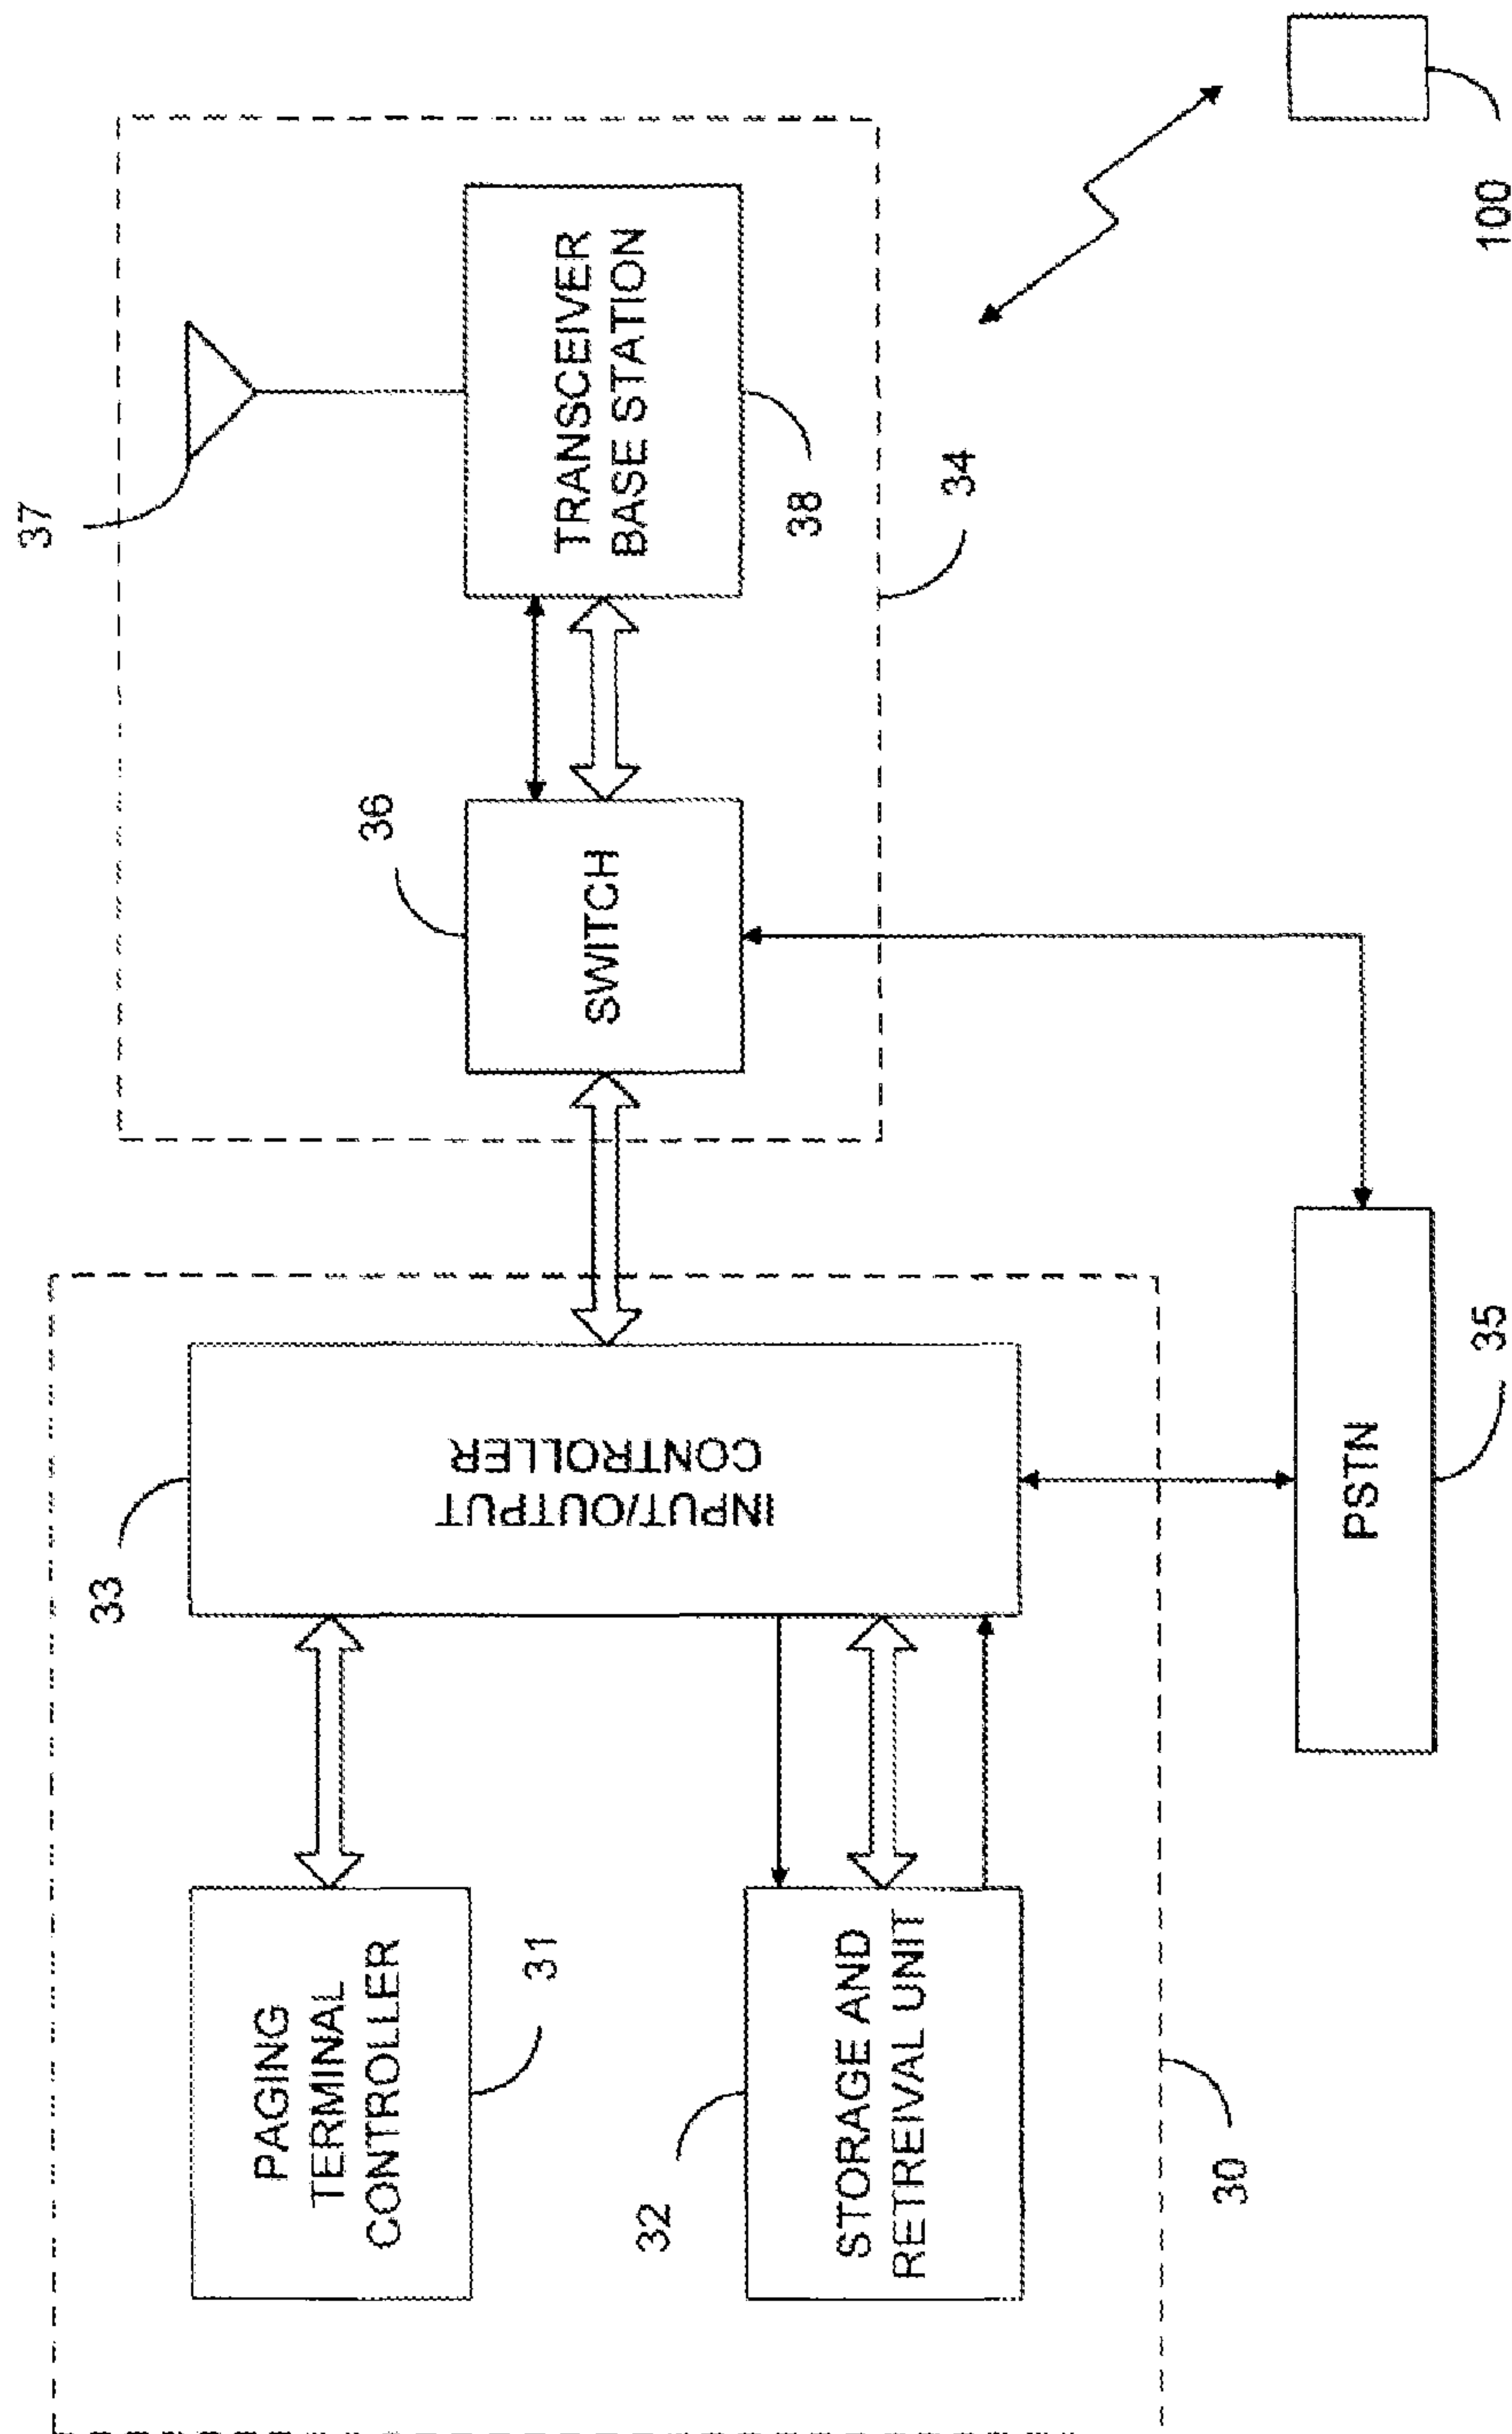 37
TRANSCEIVER
BASE STATION
38
34
100
36
SWITCH
33
INPUT/OUTPUT
CONTROLLER
PSTN
35
PAGING
TERMINAL
CONTROLLER
31
32
STORAGE AND
RETREIVAL UNIT
30